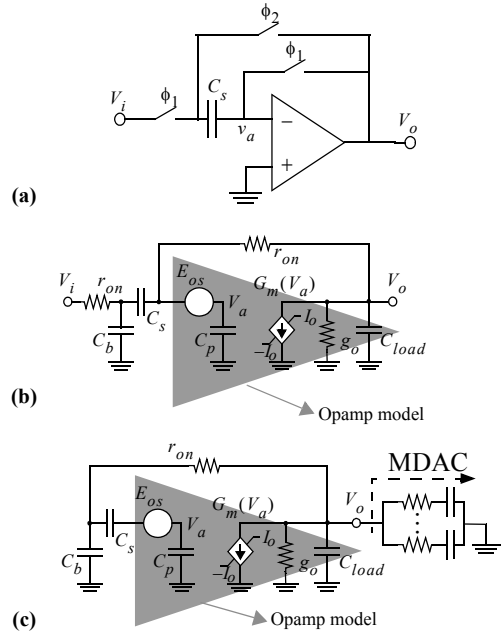 ϕ2
ϕ1
Vi
ϕ1
Cs
va
−
+
Vo
(a)
ron
Vi
ron
Eos
Gm(Va)
Vo
Va
Cs
Cb
Cp
Io
−Io
go
Cload
(b)
Opamp model
ron
MDAC
Eos
Gm(Va)
Vo
Va
Cs
Cb
Cp
Io
−Io
go
Cload
(c)
Opamp model